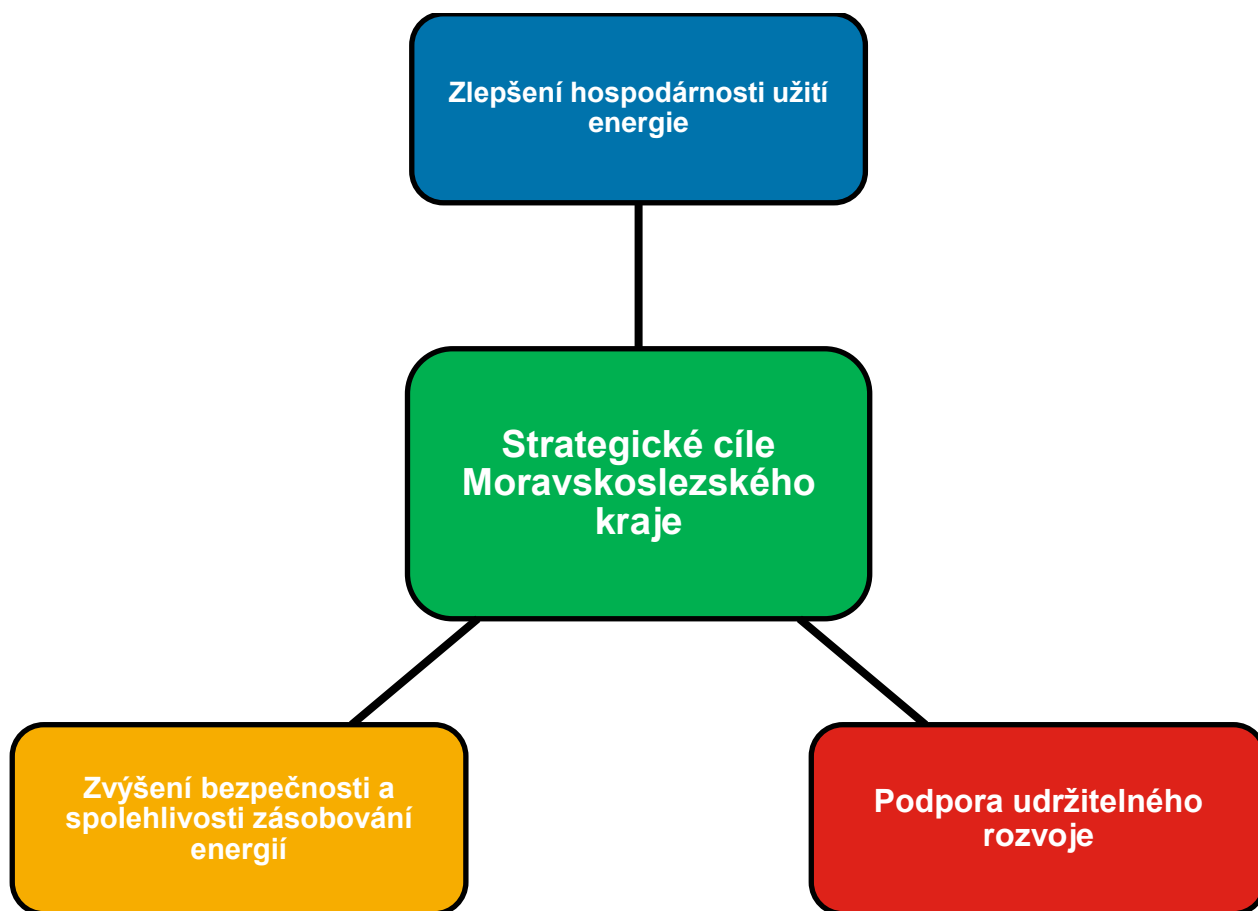 Zlepšení hospodárnosti užití
energie
Strategické cíle
Moravskoslezského
kraje
Zvýšení bezpečnosti a
spolehlivosti zásobování
energií
Podpora udržitelného
rozvoje